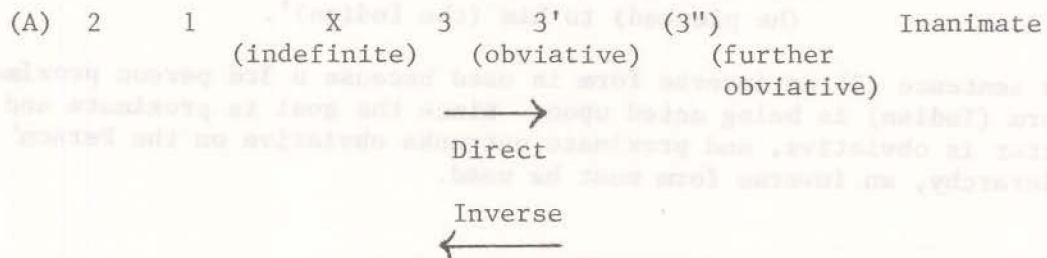 (A) 2 1 X 3 3' (3") Inanimate
(indefinite) (obviative) (further
obviative)
Direct
Inverse